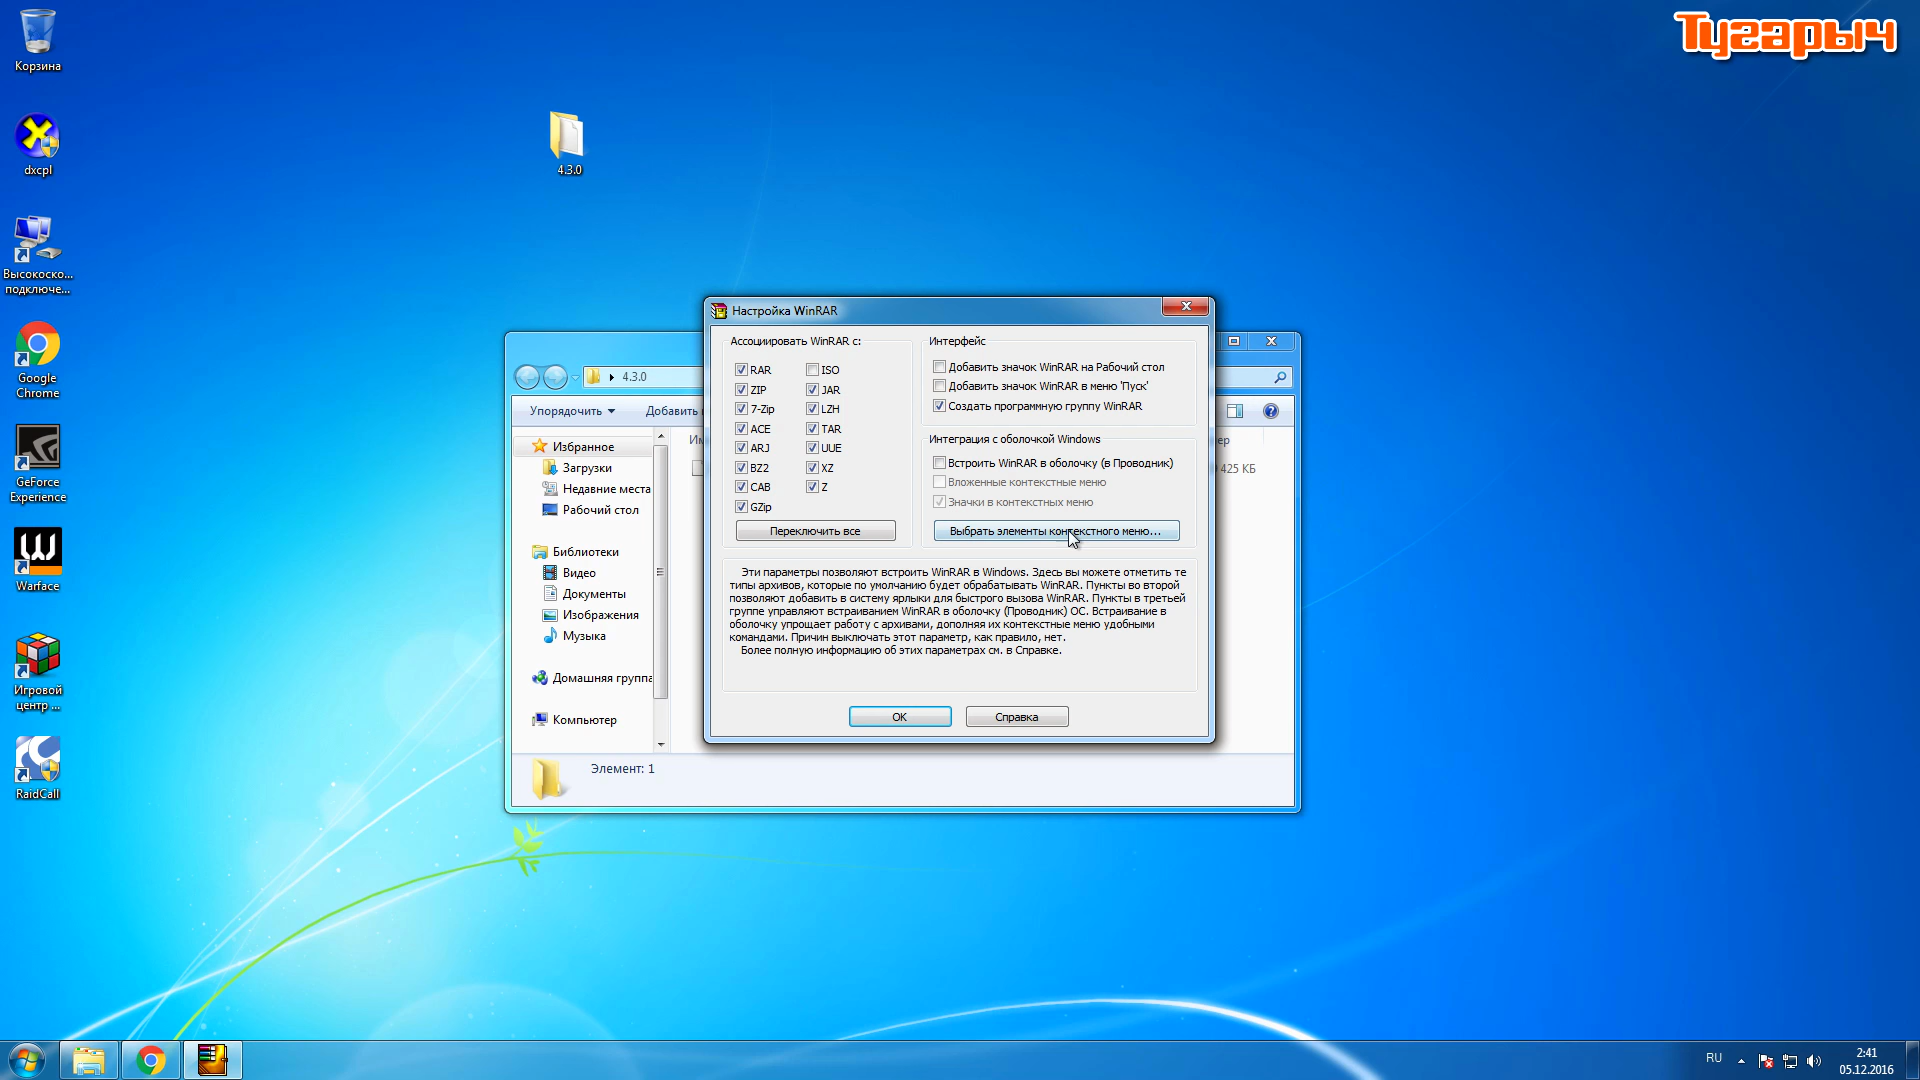 Тугарыч
Корзина
dxcpl
Высокоско...
подключе...
Google
Chrome
GeForce
Experience
Warface
Игровой
центр ...
RaidCall
4.3.0
4.3.0
Упорядочить
Добавить
Избранное
Загрузки
Недавние места
Рабочий стол
Библиотеки
Видео
Документы
Изображения
Музыка
Домашняя группа
Компьютер
425 КБ
Элемент: 1
Настройка WinRAR
Ассоциировать WinRAR с:
RAR
ZIP
7-Zip
ACE
ARJ
BZ2
CAB
GZip
ISO
JAR
LZH
TAR
UUE
XZ
Z
Переключить все
Интерфейс
Добавить значок WinRAR на Рабочий стол
Добавить значок WinRAR в меню 'Пуск'
Создать программную группу WinRAR
Интеграция с оболочкой Windows
Встроить WinRAR в оболочку (в Проводник)
Вложенные контекстные меню
Значки в контекстных меню
Выбрать элементы контекстного меню...
Эти параметры позволяют встроить WinRAR в Windows. Здесь вы можете отметить те
типы архивов, которые по умолчанию будет обрабатывать WinRAR. Пункты во второй
позволяют добавить в систему ярлыки для быстрого вызова WinRAR. Пункты в третьей
группе управляют встраиванием WinRAR в оболочку (Проводник) ОС. Встраивание в
оболочку упрощает работу с архивами, дополняя их контекстные меню удобными
командами. Причин выключать этот параметр, как правило, нет.
Более полную информацию об этих параметрах см. в Справке.
OK
Справка
RU
2:41
05.12.2016